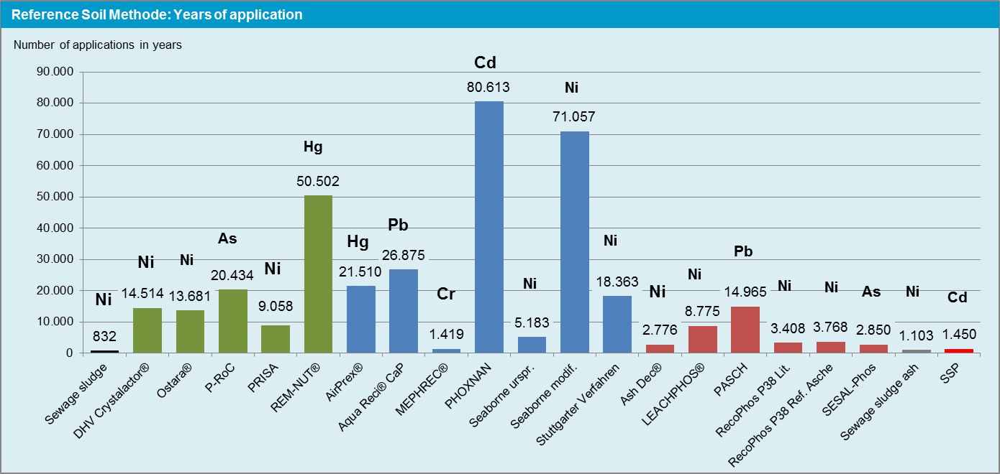 Reference Soil Methode: Years of application
Number of applications in years
90.000
80.000
70.000
60.000
50.000
40.000
30.000
20.000
10.000
0
Ni
832
Ni
14.514
Ni
13.681
As
20.434
Ni
9.058
Hg
50.502
Hg
21.510
Pb
26.875
Cr
1.419
Cd
80.613
Ni
5.183
Ni
71.057
Ni
18.363
Ni
2.776
Ni
8.775
Pb
14.965
Ni
3.408
Ni
3.768
As
2.850
Ni
1.103
Cd
1.450
Sewage sludge
DHV Crystalactor®
Ostara®
P-RoC
PRISA
REM-NUT®
AirPrex®
Aqua Reci® CaP
MEPHREC®
PHOXNAN
Seaborne urspr.
Seaborne modif.
Stuttgarter Verfahren
Ash Dec®
LEACHPHOS®
PASCH
RecoPhos P38 Lit.
RecoPhos P38 Ref. Asche
SESAL-Phos
Sewage sludge ash
SSP